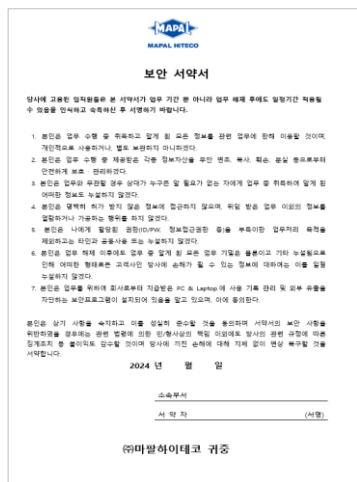 MAPAL
MAPAL HITECO
보안 서약서
당사에 고용된 임직원들은 본 서약서가 업무 기간 뿐 아니라 업무 해제 후에도 일정기간 적용될
수 있음을 인식하고 숙독하신 후 서명하기 바랍니다.
1. 본인은 업무 수행 중 취득하고 알게 된 모든 정보를 관련 업무에 한해 이용할 것이며,
개인적으로 사용하거나, 별도 보관하지 아니하겠다.
2. 본인은 업무 수행 중 제공받은 각종 정보자산을 무단 변조, 복사, 훼손, 분실 등으로부터
안전하게 보호 · 관리하겠다.
3. 본인은 업무와 무관할 경우 상대가 누구든 알 필요가 없는 자에게 업무 중 취득하여 알게 된
어떠한 정보도 누설하지 않겠다.
4. 본인은 명백히 허가 받지 않은 정보에 접근하지 않으며, 위임 받은 업무 이외의 정보를
열람하거나 가공하는 행위를 하지 않겠다.
5. 본인은 나에게 할당된 권한(ID/PW, 정보접근권한 등)을 부득이한 업무처리 목적을
제외하고는 타인과 공동사용 또는 누설하지 않겠다.
6. 본인은 업무 해제 이후에도 업무 중 알게 된 모든 업무 기밀은 물론이고 기타 누설됨으로
인해 어떠한 형태로든 고객사인 당사에 손해가 될 수 있는 정보에 대하여는 이를 일절
누설하지 않겠다.
7. 본인은 업무를 위하여 회사로부터 지급받은 PC & Laptop 에 사용 기록 관리 및 외부 유출을
차단하는 보안프로그램이 설치되어 있음을 알고 있으며, 이에 동의한다.
본인은 상기 사항을 숙지하고 이를 성실히 준수할 것을 동의하며 서약서의 보안 사항을
위반하였을 경우에는 관련 법령에 의한 민/형사상의 책임 이외에도 당사의 관련 규정에 따른
징계조치 등 불이익도 감수할 것이며 당사에 끼친 손해에 대해 지체 없이 변상 복구할 것을
서약합니다.
2024 년 월 일
소속부서
서 약 자 (서명)
㈜마팔하이테코 귀중